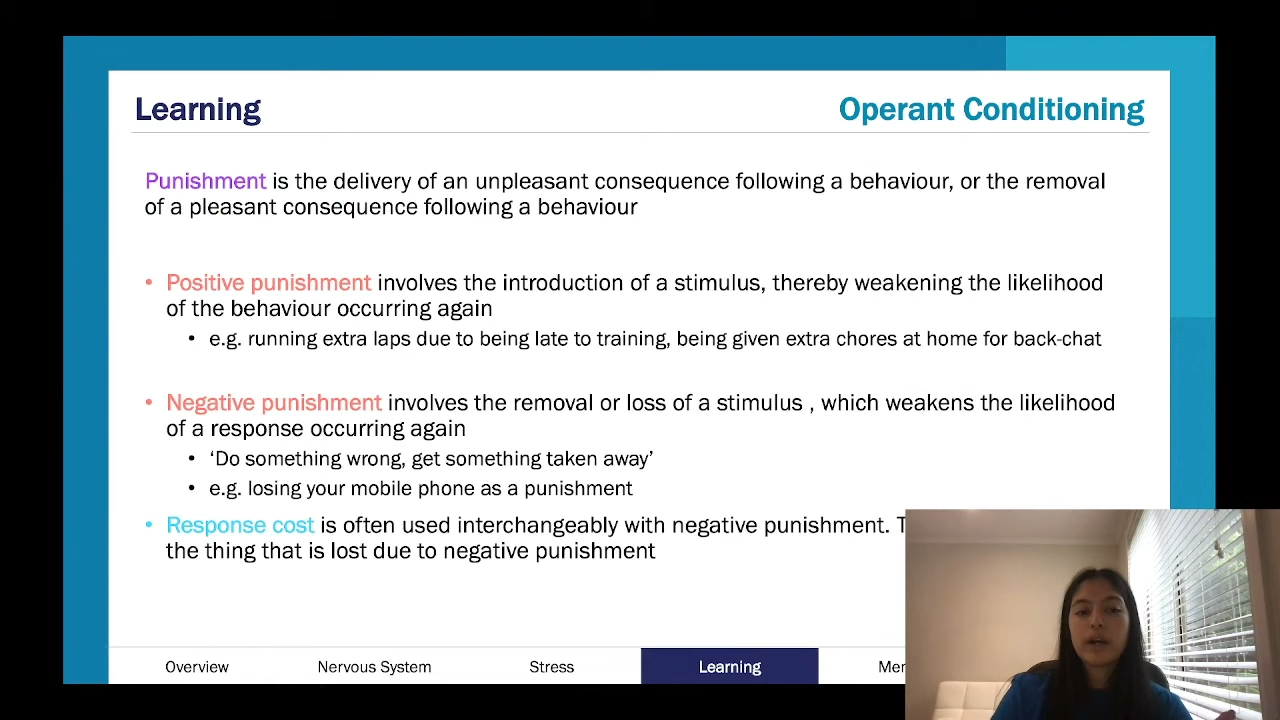 Learning
Operant Conditioning
Punishment is the delivery of an unpleasant consequence following a behaviour, or the removal
of a pleasant consequence following a behaviour
• Positive punishment involves the introduction of a stimulus, thereby weakening the likelihood
of the behaviour occurring again
• e.g. running extra laps due to being late to training, being given extra chores at home for back-chat
• Negative punishment involves the removal or loss of a stimulus , which weakens the likelihood
of a response occurring again
• ‘Do something wrong, get something taken away’
• e.g. losing your mobile phone as a punishment
• Response cost is often used interchangeably with negative punishment.
the thing that is lost due to negative punishment
Overview
Nervous System
Stress
Learning